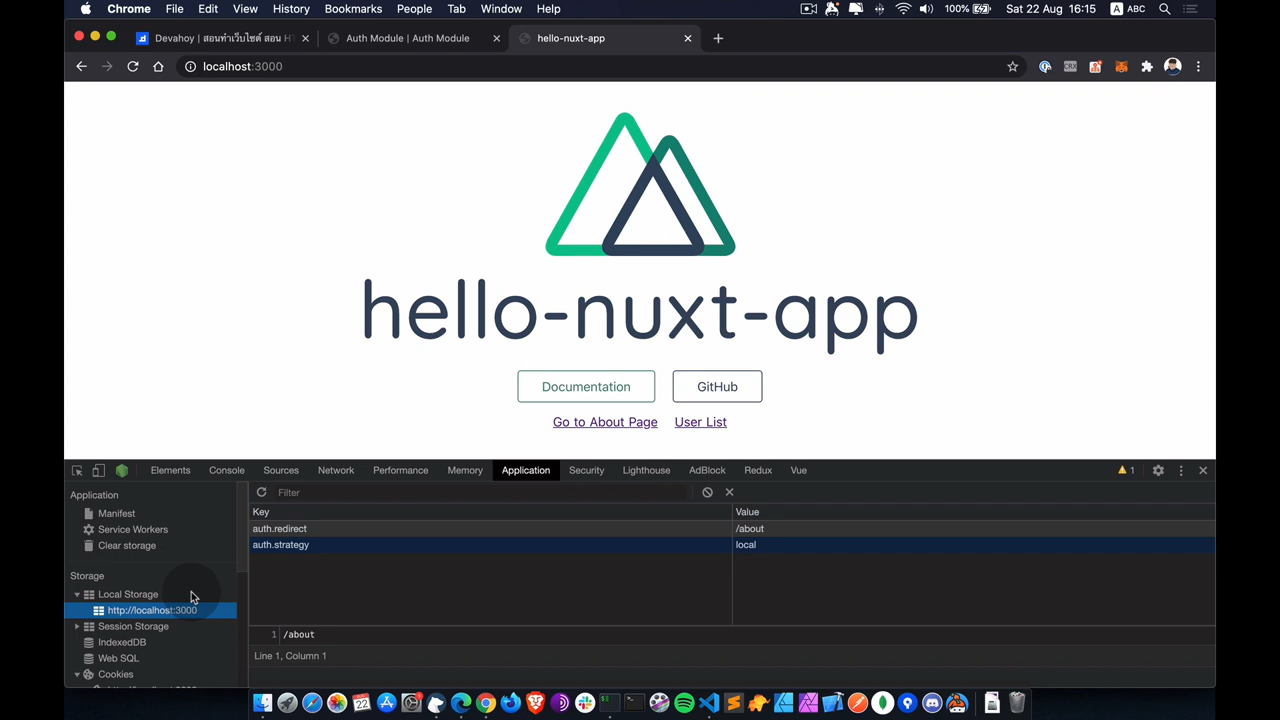 Chrome File Edit View History Bookmarks People Tab Window Help 100% Sat 22 Aug 16:15 A ABC
Devahoy | สอนทำเว็บไซต์ สอน HT Auth Module | Auth Module hello-nuxt-app
localhost:3000
hello-nuxt-app
Documentation GitHub
Go to About Page User List
Elements Console Sources Network Performance Memory Application Security Lighthouse AdBlock Redux Vue 1
Application Filter
Manifest Key Value
Service Workers auth.redirect /about
Clear storage auth.strategy local
Storage
Local Storage
http://localhost:3000
Session Storage
IndexedDB 1 /about
Web SQL Line 1, Column 1
Cookies